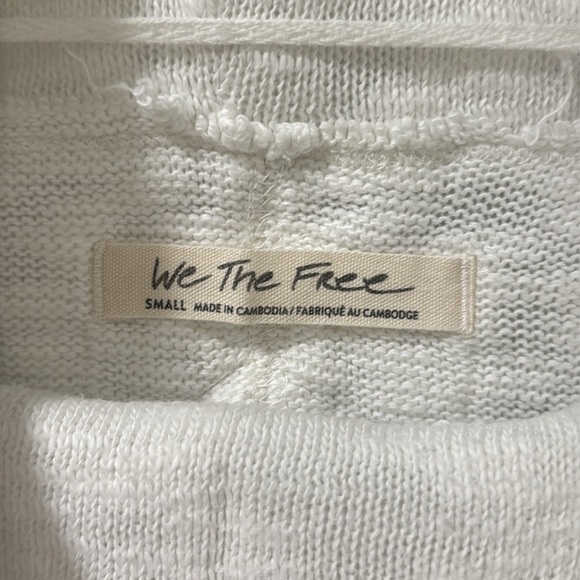 We The Free
SMALL MADE IN CAMBODIA / FABRIQUÉ AU CAMBODGE